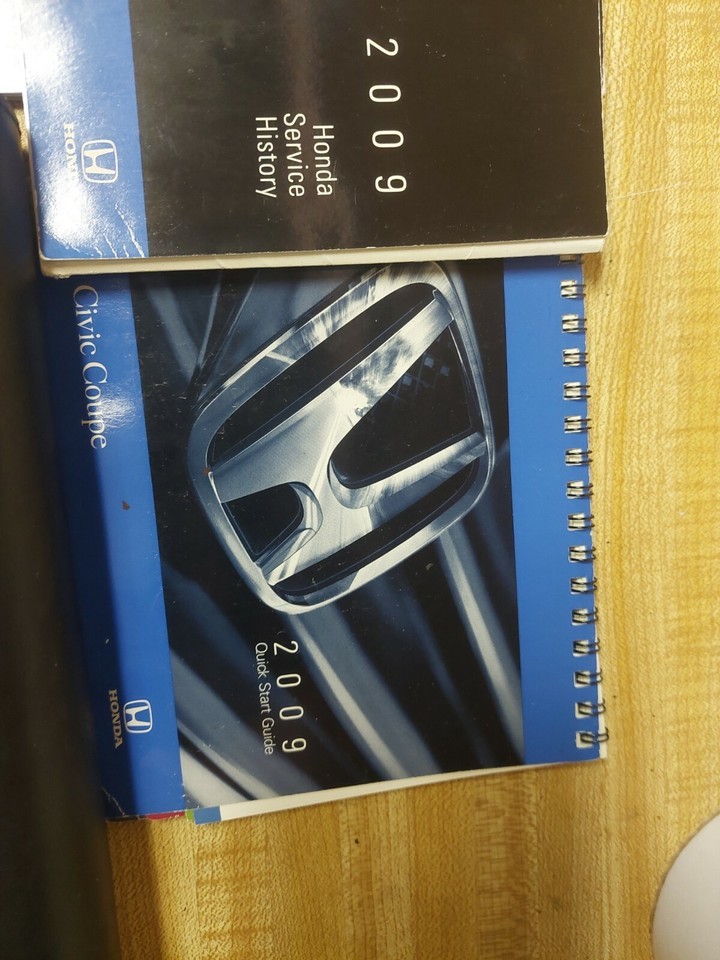 2009
Honda
Service
History
HONDA
2009
Quick Start Guide
Civic Coupe
HONDA